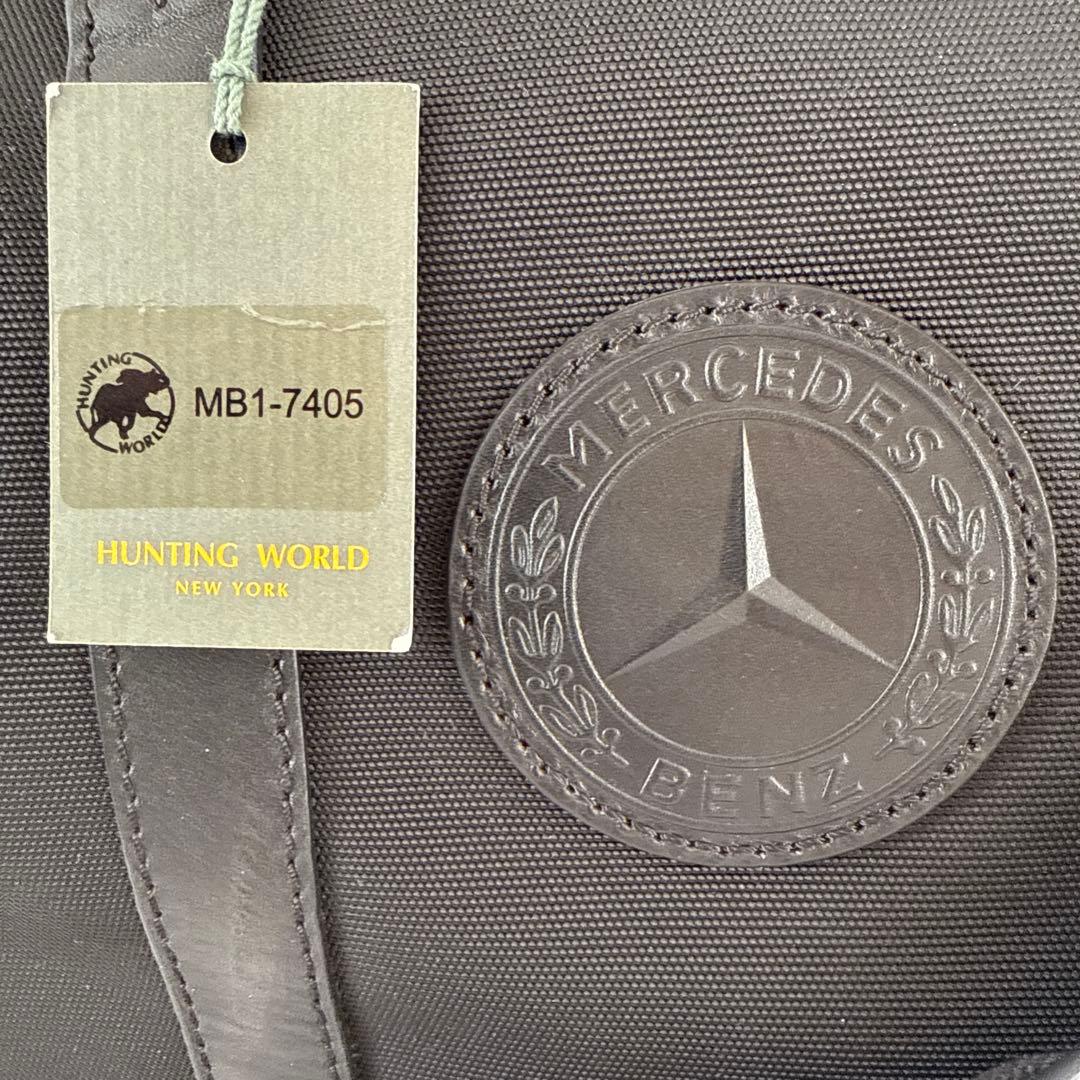 HUNTING
WORLD
MB1-7405
HUNTING WORLD
NEW YORK
MERCEDES
BENZ